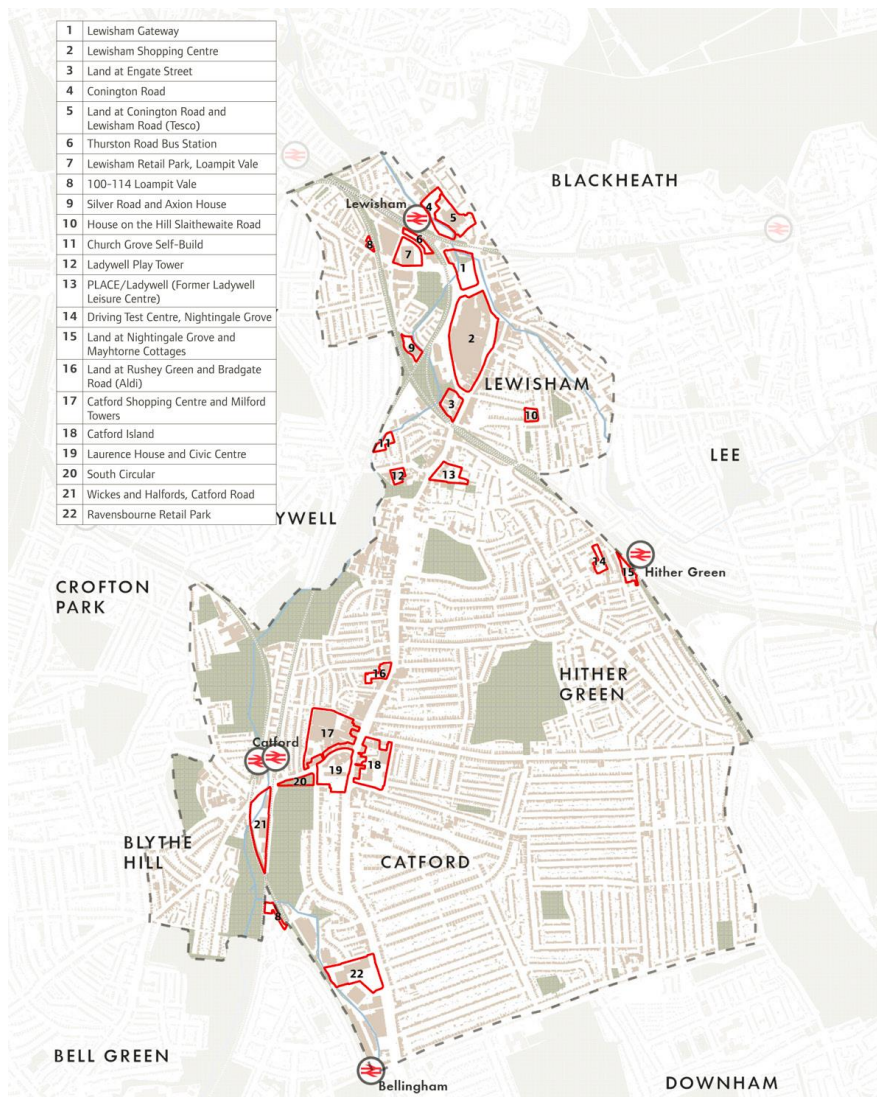 1 Lewisham Gateway
2 Lewisham Shopping Centre
3 Land at Engate Street
4 Conington Road
5 Land at Conington Road and
Lewisham Road (Tesco)
6 Thurston Road Bus Station
7 Lewisham Retail Park, Loampit Vale
8 100-114 Loampit Vale
9 Silver Road and Axion House
10 House on the Hill Slaithewaite Road
11 Church Grove Self-Build
12 Ladywell Play Tower
13 PLACE/Ladywell (Former Ladywell
Leisure Centre)
14 Driving Test Centre, Nightingale Grove
15 Land at Nightingale Grove and
Mayhtorne Cottages
16 Land at Rushey Green and Bradgate
Road (Aldi)
17 Catford Shopping Centre and Milford
Towers
18 Catford Island
19 Laurence House and Civic Centre
20 South Circular
21 Wickes and Halfords, Catford Road
22 Ravensbourne Retail Park
BLACKHEATH
Lewisham
4
5
6
8
7
1
2
9
LEWISHAM
3
10
11
LEE
12
13
YWELL
14
15
Hither Green
CROFTON
PARK
16
HITHER
GREEN
17
Catford
18
19
20
21
BLYTHE
HILL
CATFORD
8
22
BELL GREEN
Bellingham
DOWNHAM